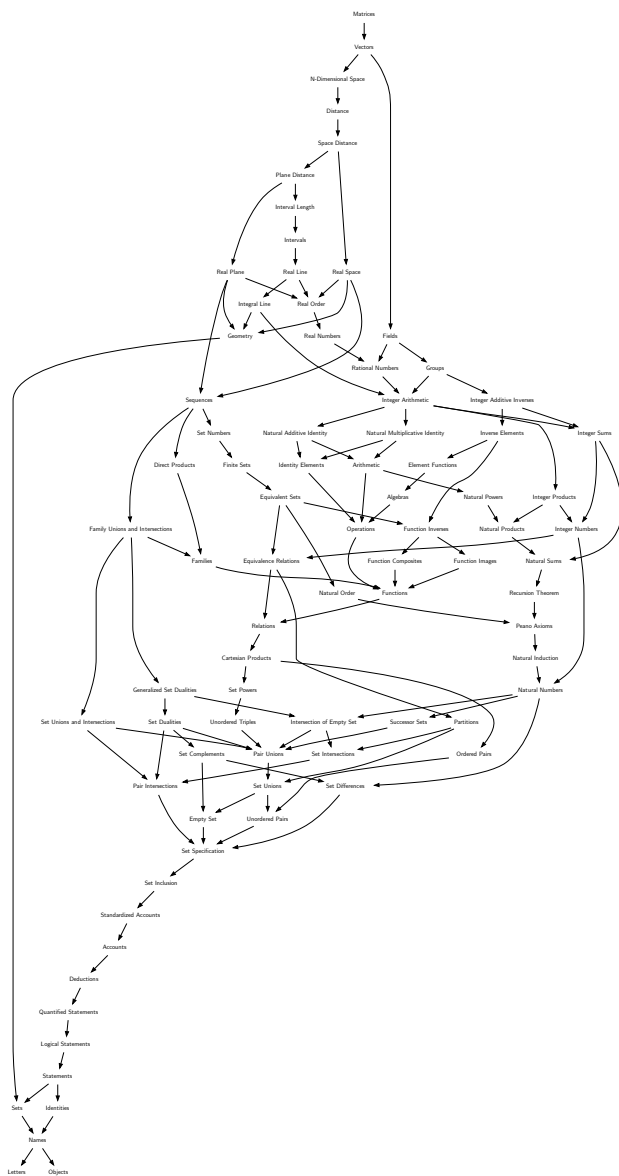 Matrices
Vectors
N-Dimensional Space
Distance
Space Distance
Plane Distance
Interval Length
Intervals
Real Plane
Real Line
Real Space
Integral Line
Real Order
Geometry
Real Numbers
Fields
Rational Numbers
Groups
Sequences
Integer Arithmetic
Integer Additive Inverses
Set Numbers
Natural Additive Identity
Natural Multiplicative Identity
Inverse Elements
Integer Sums
Direct Products
Finite Sets
Identity Elements
Arithmetic
Element Functions
Equivalent Sets
Algebras
Natural Powers
Integer Products
Family Unions and Intersections
Operations
Function Inverses
Natural Products
Integer Numbers
Families
Equivalence Relations
Function Composites
Function Images
Natural Sums
Natural Order
Functions
Recursion Theorem
Relations
Peano Axioms
Cartesian Products
Natural Induction
Generalized Set Dualities
Set Powers
Natural Numbers
Set Unions and Intersections
Set Dualities
Unordered Triples
Intersection of Empty Set
Successor Sets
Partitions
Set Complements
Pair Unions
Set Intersections
Ordered Pairs
Pair Intersections
Set Unions
Set Differences
Empty Set
Unordered Pairs
Set Specification
Set Inclusion
Standardized Accounts
Accounts
Deductions
Quantified Statements
Logical Statements
Statements
Sets
Identities
Names
Letters
Objects